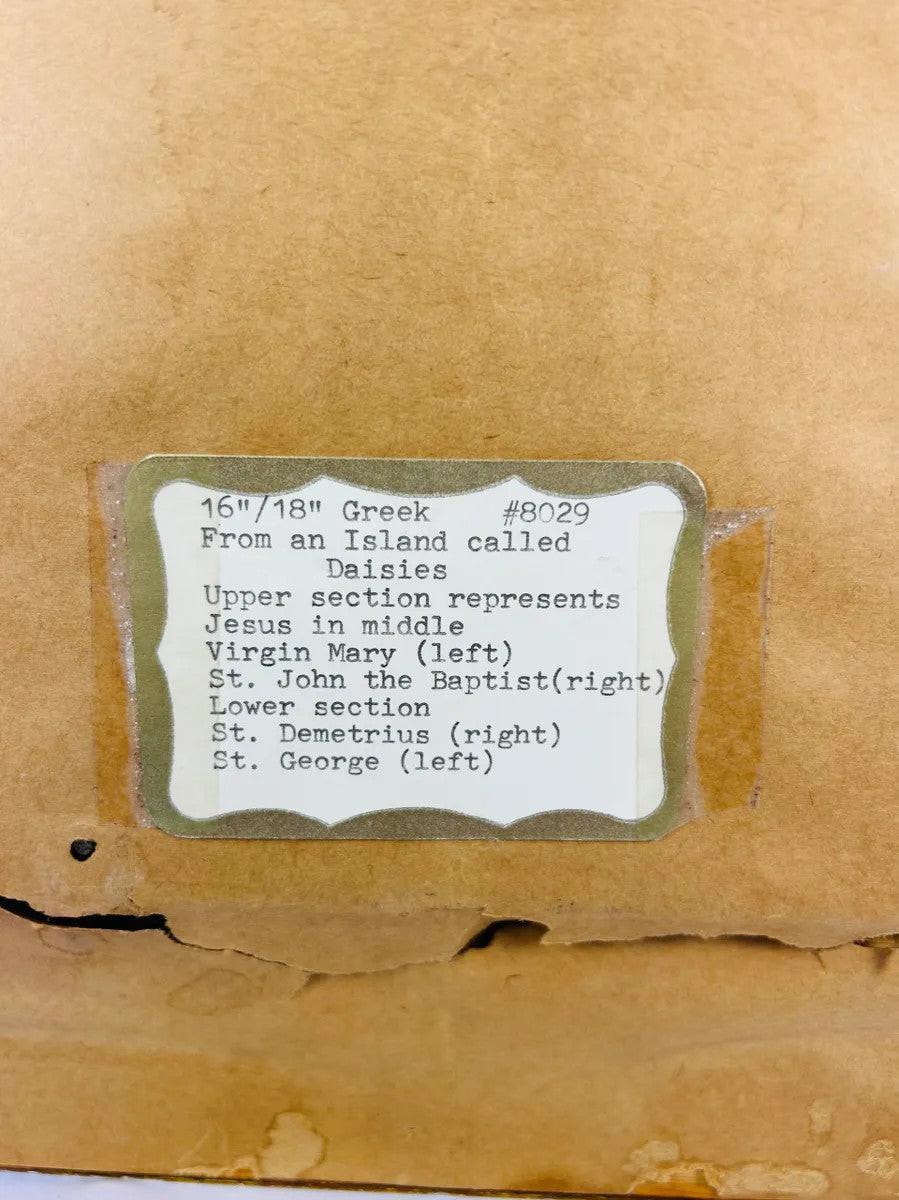 16"/18" Greek #8029
From an Island called
Daisies
Upper section represents
Jesus in middle
Virgin Mary (left)
St. John the Baptist(right)
Lower section
St. Demetrius (right)
St. George (left)